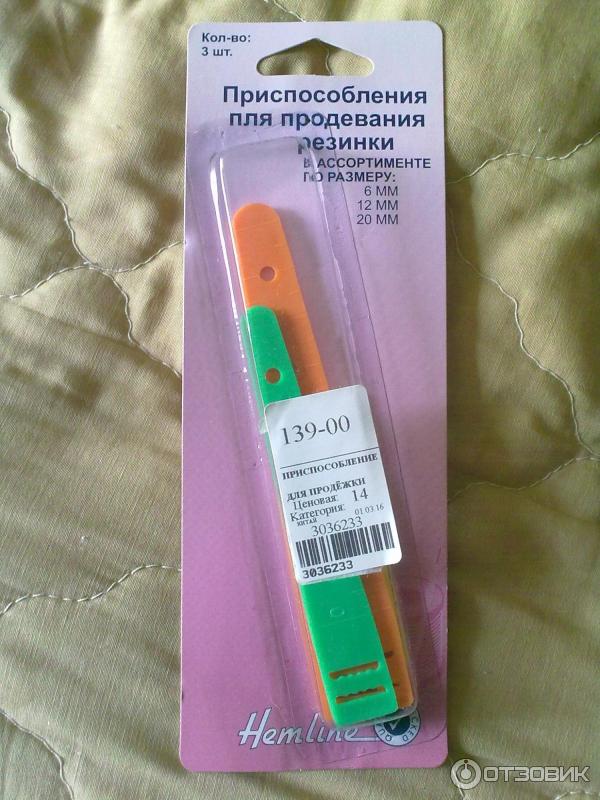 Кол-во:
3 шт.
Приспособления
для продевания
резинки
В АССОРТИМЕНТЕ
ПО РАЗМЕРУ:
6 ММ
12 ММ
20 ММ
139-00
ПРИСПОСОБЛЕНИЕ
ДЛЯ ПРОДЁЖКИ
Ценовая: 14
Категория:
КИТАЙ 01.03.16
3036233
3036233
Hemline
ОТЗОВИК